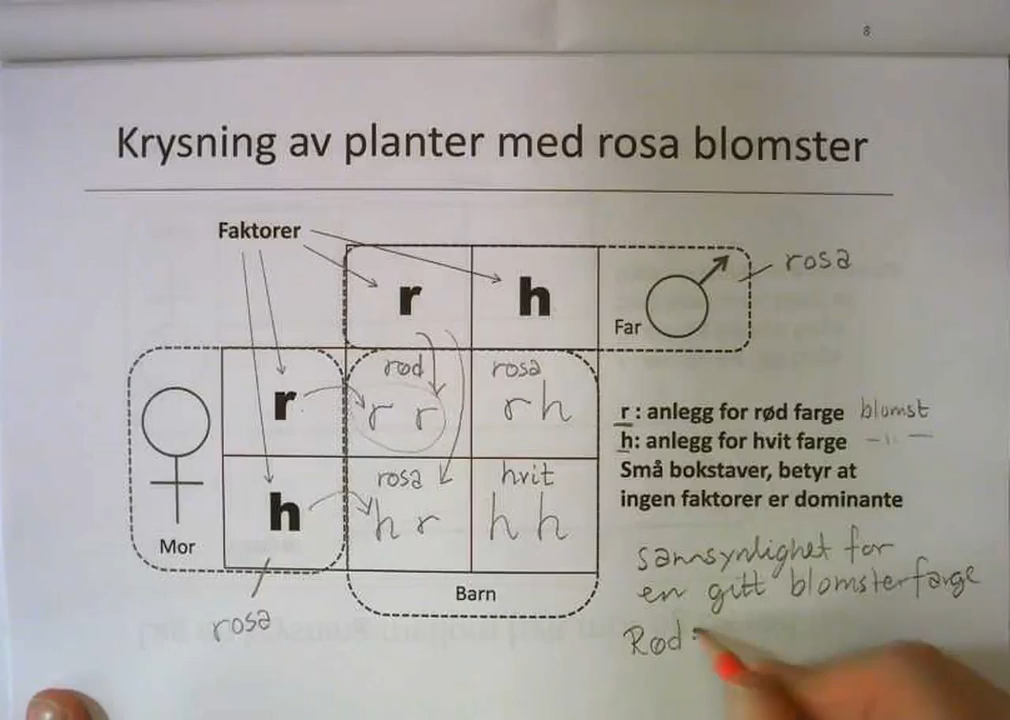 8
Krysning av planter med rosa blomster
Faktorer
r
h
Far
rosa
r
rød
r r
rosa
r h
h
rosa
h r
hvit
h h
Mor
rosa
Barn
r : anlegg for rød farge blomst
h: anlegg for hvit farge –"–
Små bokstaver, betyr at
ingen faktorer er dominante
sannsynlighet for
en gitt blomsterfarge
Rød :